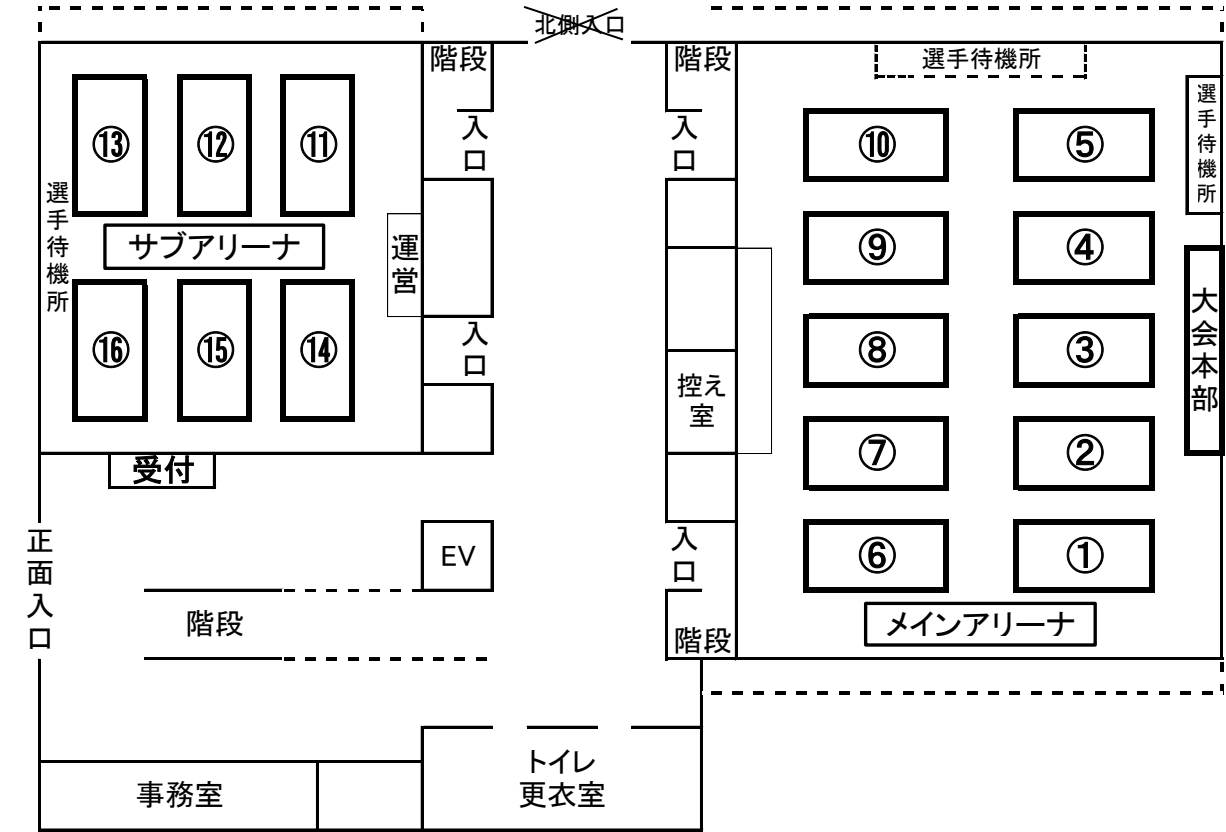 北側入口
階段
階段
選手待機所
選手待機所
⑬
⑫
⑪
入口
入口
⑩
⑤
選手待機所
サブアリーナ
運営
⑨
④
大会本部
⑯
⑮
⑭
入口
控え
室
⑧
③
受付
⑦
②
正面入口
EV
入口
⑥
①
階段
階段
メインアリーナ
事務室
トイレ
更衣室